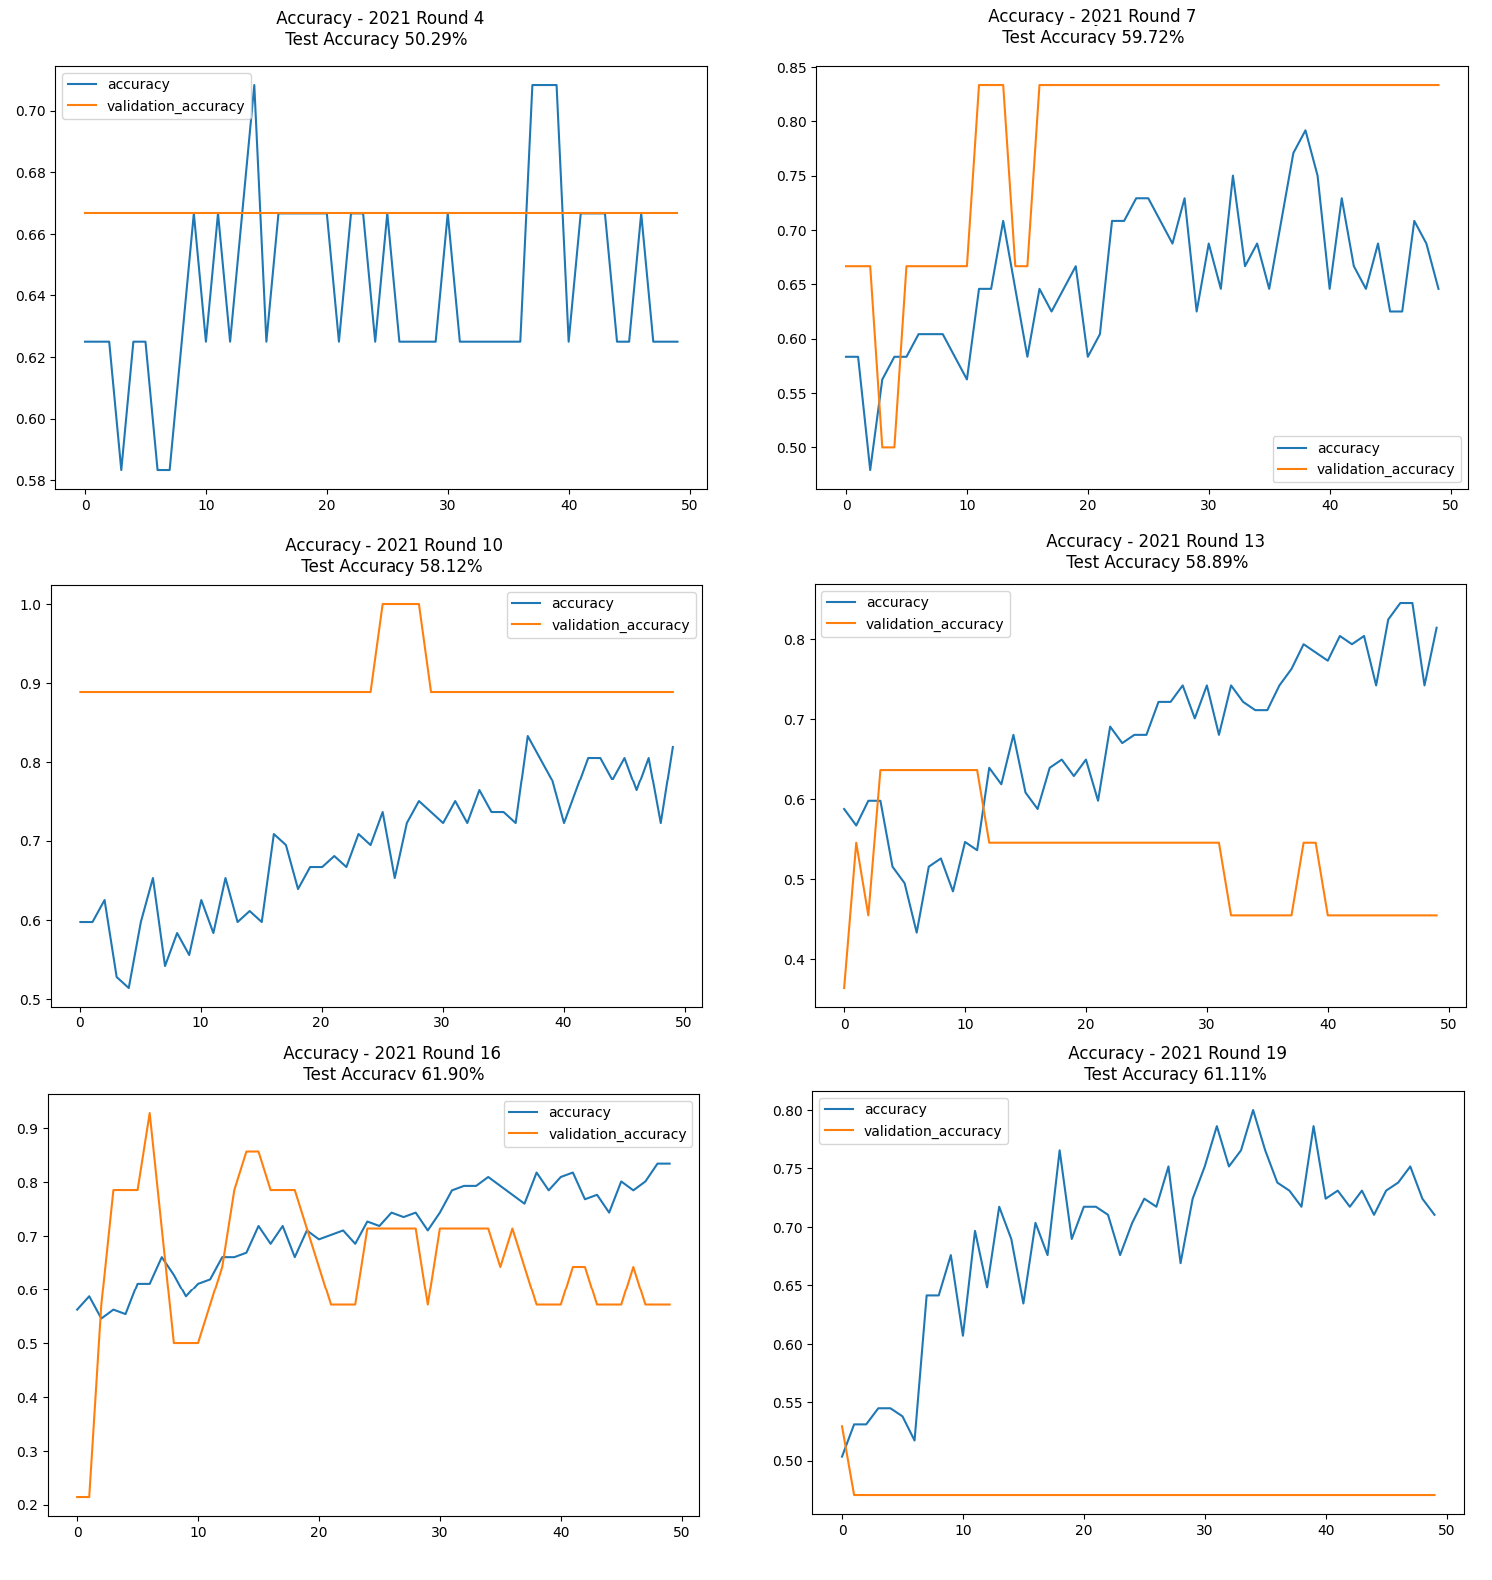 Accuracy - 2021 Round 4
Test Accuracy 50.29%
accuracy
validation_accuracy
0.70
0.68
0.66
0.64
0.62
0.60
0.58
0 10 20 30 40 50
Accuracy - 2021 Round 7
Test Accuracy 59.72%
0.85
0.80
0.75
0.70
0.65
0.60
0.55
0.50
accuracy
validation_accuracy
0 10 20 30 40 50
Accuracy - 2021 Round 10
Test Accuracy 58.12%
accuracy
validation_accuracy
1.0
0.9
0.8
0.7
0.6
0.5
0 10 20 30 40 50
Accuracy - 2021 Round 13
Test Accuracy 58.89%
accuracy
validation_accuracy
0.8
0.7
0.6
0.5
0.4
0 10 20 30 40 50
Accuracy - 2021 Round 16
Test Accuracy 61.90%
accuracy
validation_accuracy
0.9
0.8
0.7
0.6
0.5
0.4
0.3
0.2
0 10 20 30 40 50
Accuracy - 2021 Round 19
Test Accuracy 61.11%
accuracy
validation_accuracy
0.80
0.75
0.70
0.65
0.60
0.55
0.50
0 10 20 30 40 50